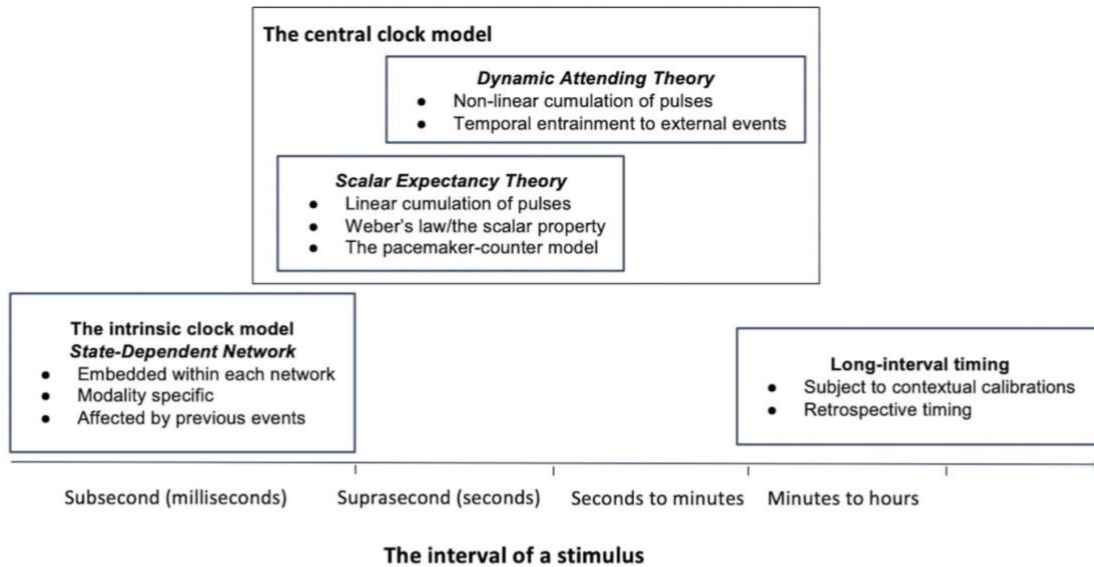 The central clock model
Dynamic Attending Theory
● Non-linear cumulation of pulses
● Temporal entrainment to external events
Scalar Expectancy Theory
● Linear cumulation of pulses
● Weber's law/the scalar property
● The pacemaker-counter model
The intrinsic clock model
State-Dependent Network
● Embedded within each network
● Modality specific
● Affected by previous events
Long-interval timing
● Subject to contextual calibrations
● Retrospective timing
Subsecond (milliseconds) Suprasecond (seconds) Seconds to minutes Minutes to hours
The interval of a stimulus